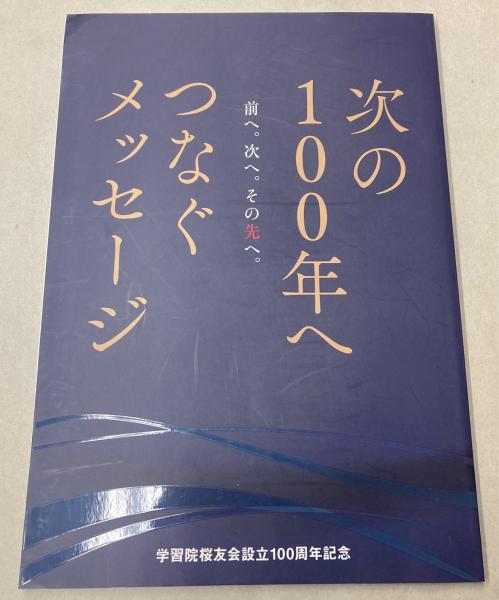 次の
100年へ
前へ。次へ。その先へ。
つなぐ
メッセージ
学習院桜友会設立100周年記念